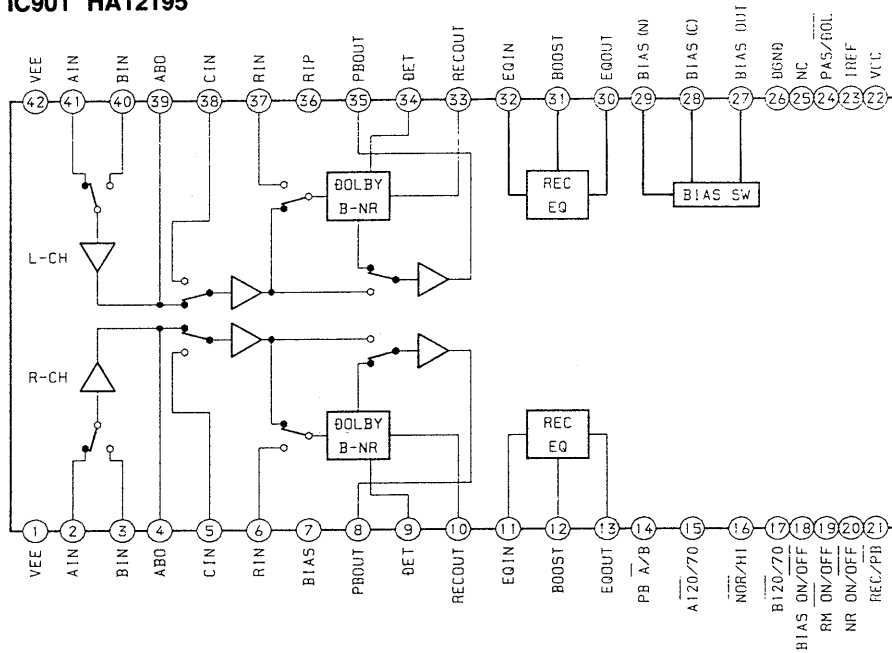 IC901 HA12195
VEE
AIN
BIN
ABO
CIN
RIN
RIP
PBOUT
DET
RECOUT
EQIN
BOOST
EQOUT
BIAS (N)
BIAS (C)
BIAS OUT
DGND
NC
PAS/DOL
IREF
VCC
42 41 40 39 38 37 36 35 34 33 32 31 30 29 28 27 26 25 24 23 22
DOLBY
B-NR
REC
EQ
BIAS SW
L-CH
R-CH
DOLBY
B-NR
REC
EQ
1 2 3 4 5 6 7 8 9 10 11 12 13 14 15 16 17 18 19 20 21
VEE
AIN
BIN
ABO
CIN
RIN
BIAS
PBOUT
DET
RECOUT
EQIN
BOOST
EQOUT
PB A/B
A120/70
NOR/HI
B120/70
BIAS ON/OFF
RM ON/OFF
NR ON/OFF
REC/PB